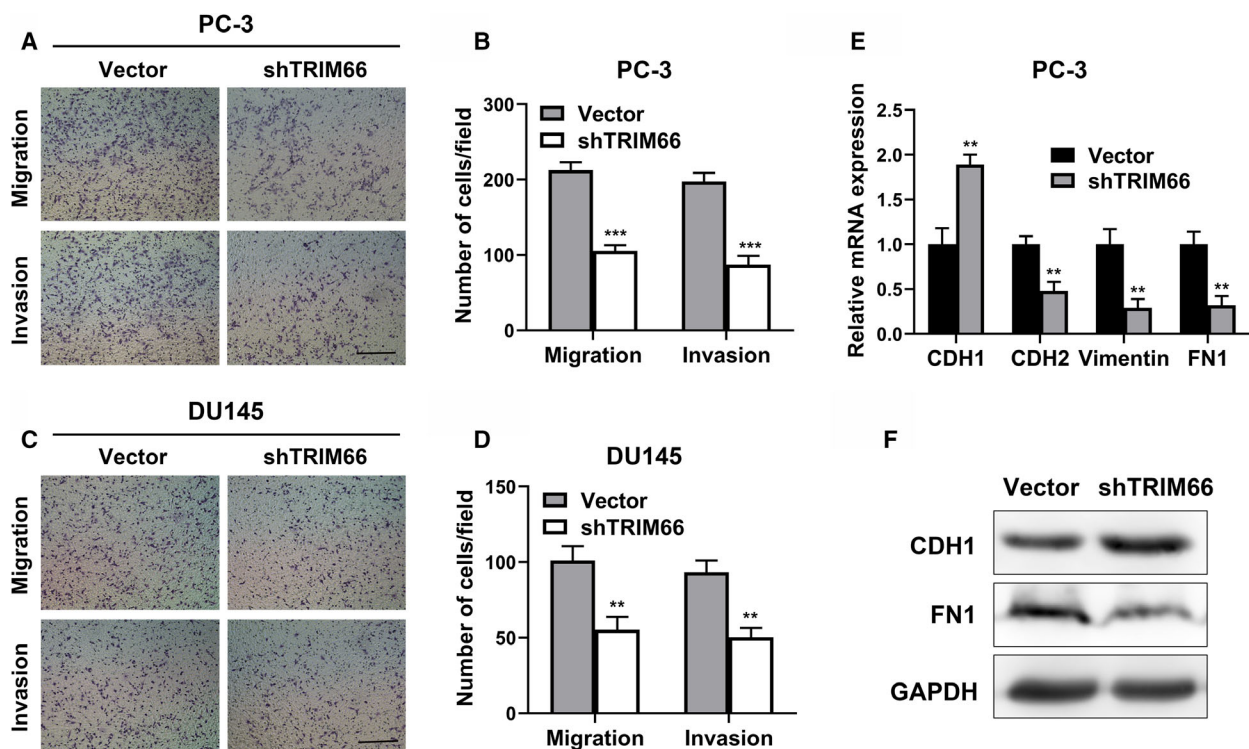 A
PC-3
Vector shTRIM66
Migration
Invasion
B
PC-3
Number of cells/field
300
200
100
0
Vector
shTRIM66
***
***
Migration Invasion
E
PC-3
Relative mRNA expression
2.5
2.0
1.5
1.0
0.5
0.0
Vector
shTRIM66
**
**
**
**
CDH1 CDH2 Vimentin FN1
C
DU145
Vector shTRIM66
Migration
Invasion
D
DU145
Number of cells/field
150
100
50
0
Vector
shTRIM66
**
**
Migration Invasion
F
Vector shTRIM66
CDH1
FN1
GAPDH